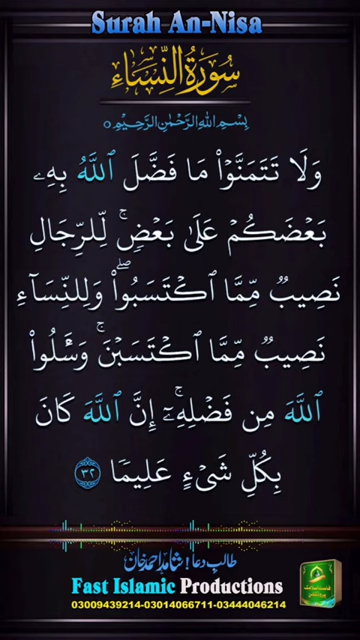 Surah An-Nisa
سُورَةُ النِّسَاءِ
بِسْمِ اللهِ الرَّحْمٰنِ الرَّحِيْمِ
وَلَا تَتَمَنَّوْا۟ مَا فَضَّلَ ٱللَّهُ بِهِۦ
بَعْضَكُمْ عَلَىٰ بَعْضٍۢ ۚ لِّلرِّجَالِ
نَصِيبٌۭ مِّمَّا ٱكْتَسَبُوا۟ ۖ وَلِلنِّسَآءِ
نَصِيبٌۭ مِّمَّا ٱكْتَسَبْنَ ۚ وَسْـَٔلُوا۟
ٱللَّهَ مِن فَضْلِهِۦٓ ۗ إِنَّ ٱللَّهَ كَانَ
بِكُلِّ شَىْءٍ عَلِيمًۭا ٣٢
طالب دعا! شاہد احمد خان
Fast Islamic Productions
03009439214-03014066711-03444046214